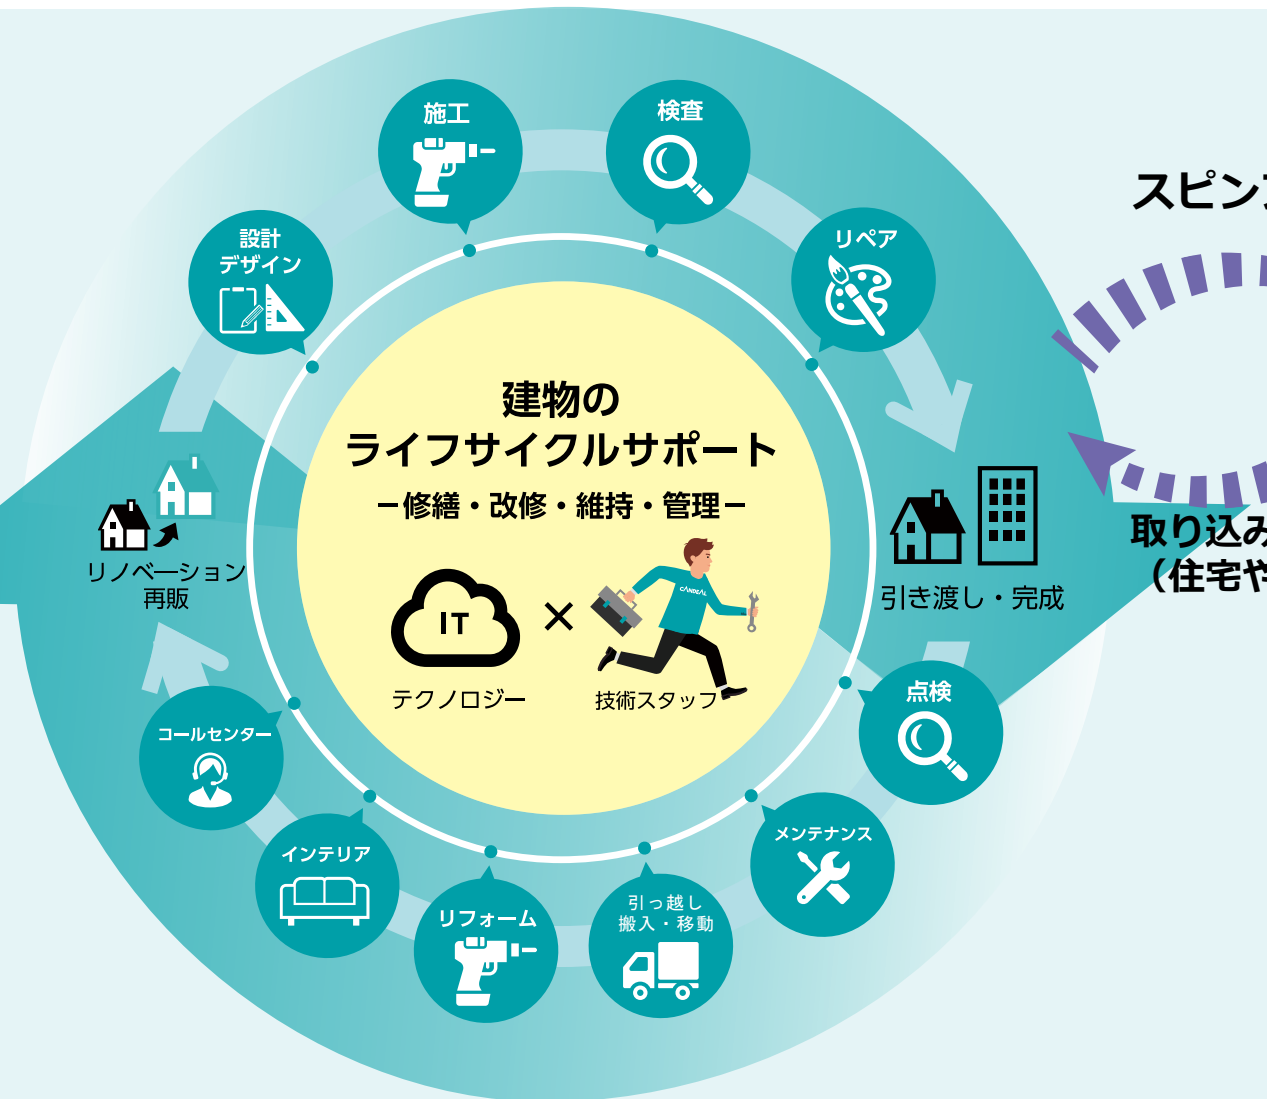 施工
検査
設計
デザイン
リペア
建物の
ライフサイクルサポート
－修繕・改修・維持・管理－
IT
×
CANDEAL
テクノロジー
技術スタッフ
リノベーション
再販
引き渡し・完成
スピン
取り込み
（住宅や
点検
メンテナンス
引っ越し
搬入・移動
リフォーム
インテリア
コールセンター